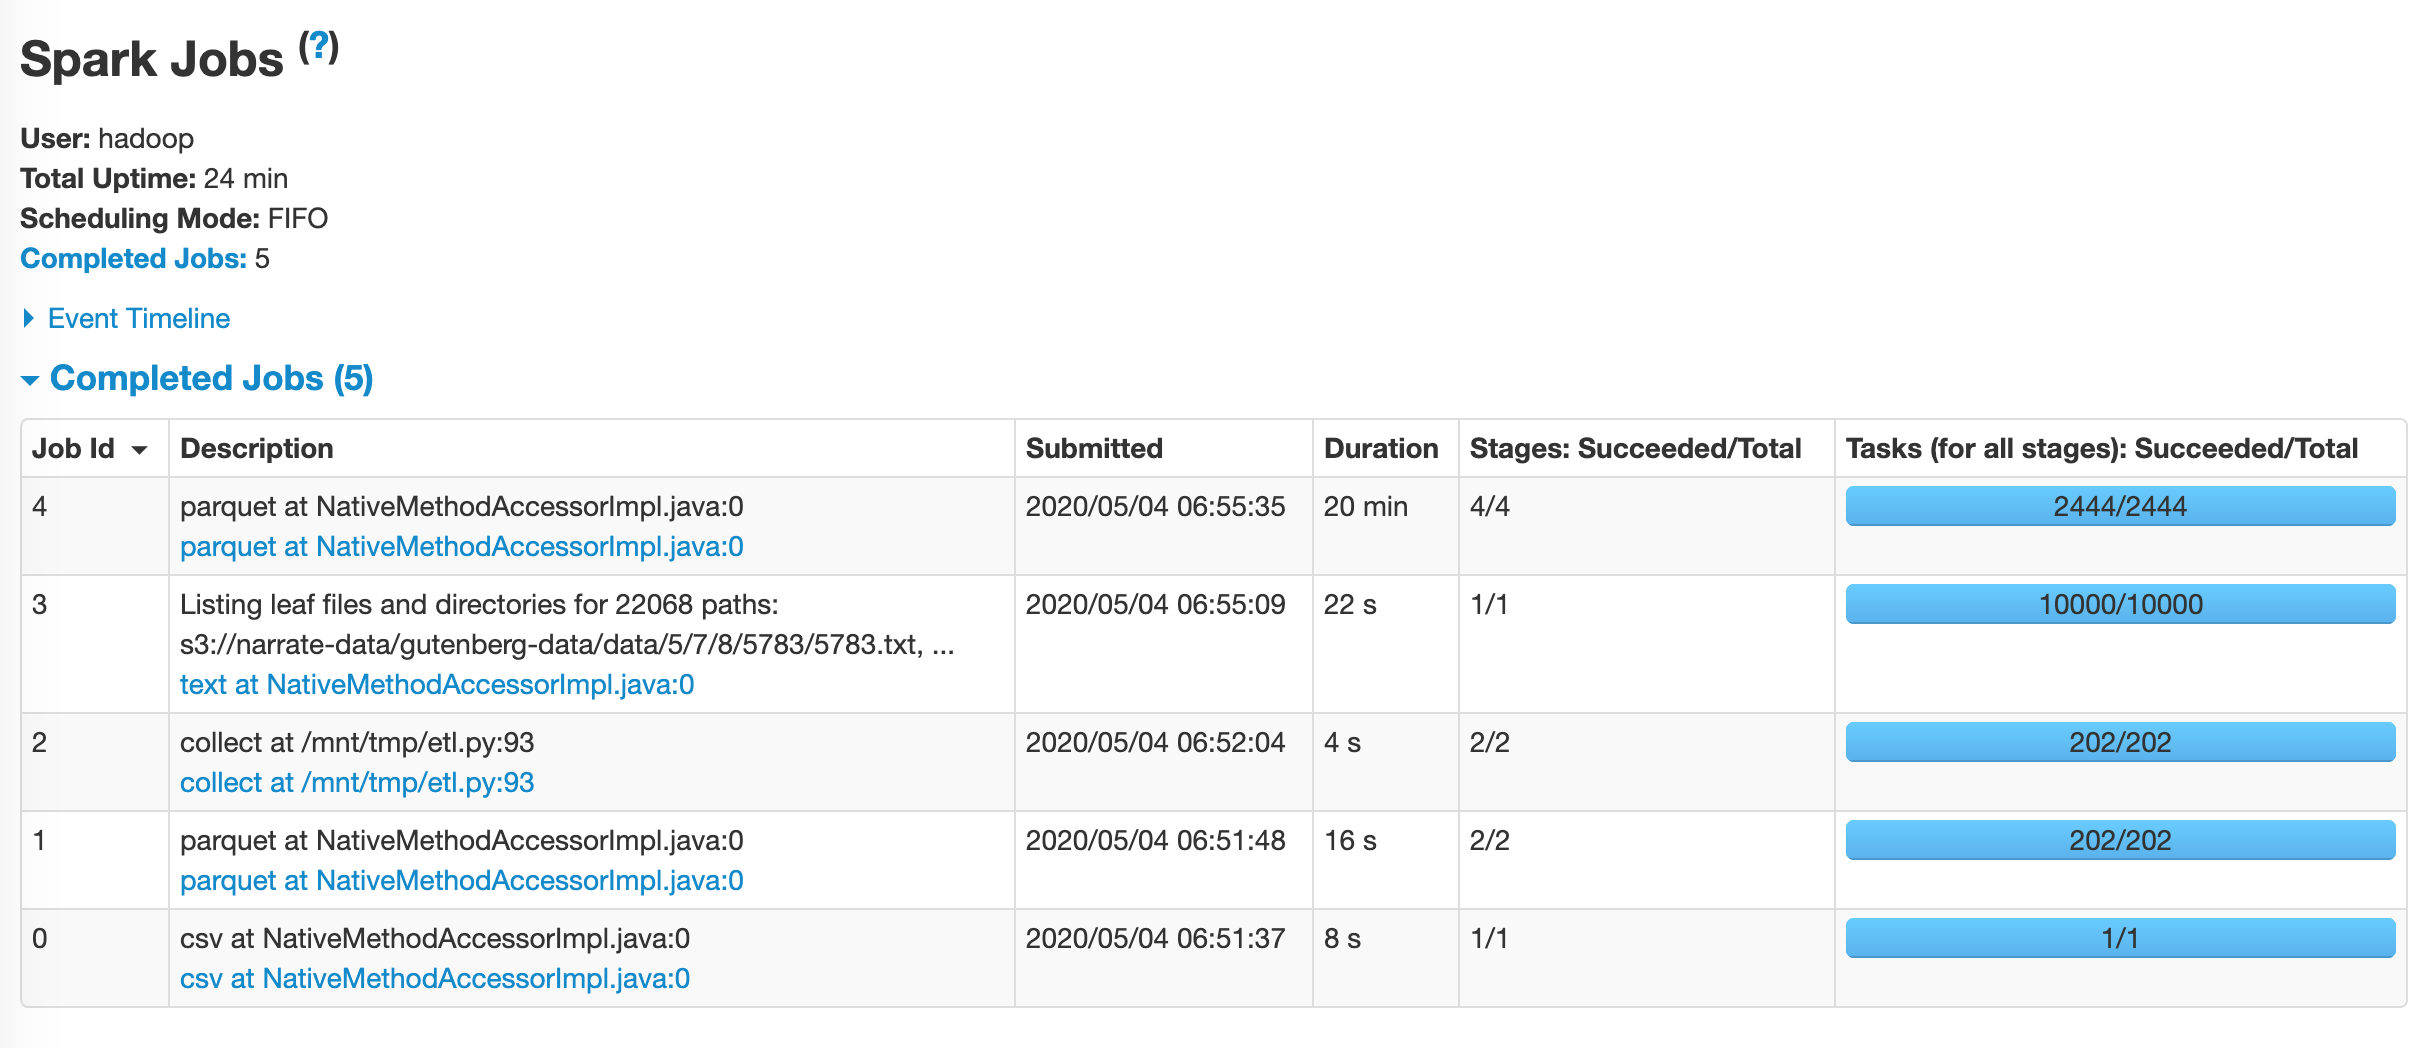 Spark Jobs (?)
User: hadoop
Total Uptime: 24 min
Scheduling Mode: FIFO
Completed Jobs: 5
Event Timeline
Completed Jobs (5)
Job Id Description Submitted Duration Stages: Succeeded/Total Tasks (for all stages): Succeeded/Total
4 parquet at NativeMethodAccessorImpl.java:0 2020/05/04 06:55:35 20 min 4/4 2444/2444
parquet at NativeMethodAccessorImpl.java:0
3 Listing leaf files and directories for 22068 paths: 2020/05/04 06:55:09 22 s 1/1 10000/10000
s3://narrate-data/gutenberg-data/data/5/7/8/5783/5783.txt, ...
text at NativeMethodAccessorImpl.java:0
2 collect at /mnt/tmp/etl.py:93 2020/05/04 06:52:04 4 s 2/2 202/202
collect at /mnt/tmp/etl.py:93
1 parquet at NativeMethodAccessorImpl.java:0 2020/05/04 06:51:48 16 s 2/2 202/202
parquet at NativeMethodAccessorImpl.java:0
0 csv at NativeMethodAccessorImpl.java:0 2020/05/04 06:51:37 8 s 1/1 1/1
csv at NativeMethodAccessorImpl.java:0